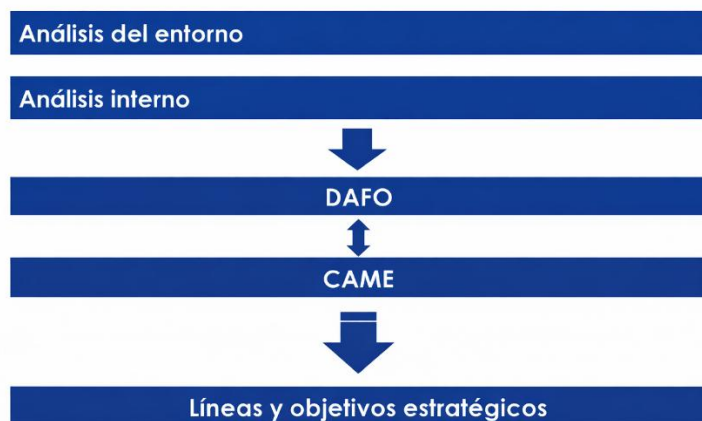 Análisis del entorno
Análisis interno
DAFO
CAME
Líneas y objetivos estratégicos